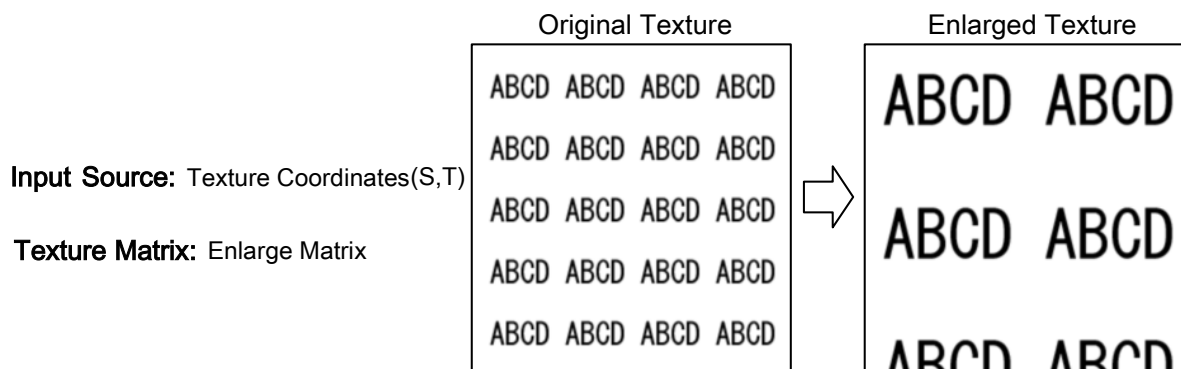 Original Texture
Enlarged Texture
Input Source: Texture Coordinates(S,T)
Texture Matrix: Enlarge Matrix
ABCD ABCD ABCD ABCD
ABCD ABCD ABCD ABCD
ABCD ABCD ABCD ABCD
ABCD ABCD ABCD ABCD
ABCD ABCD ABCD ABCD
ABCD ABCD
ABCD ABCD
ABCD ABCD